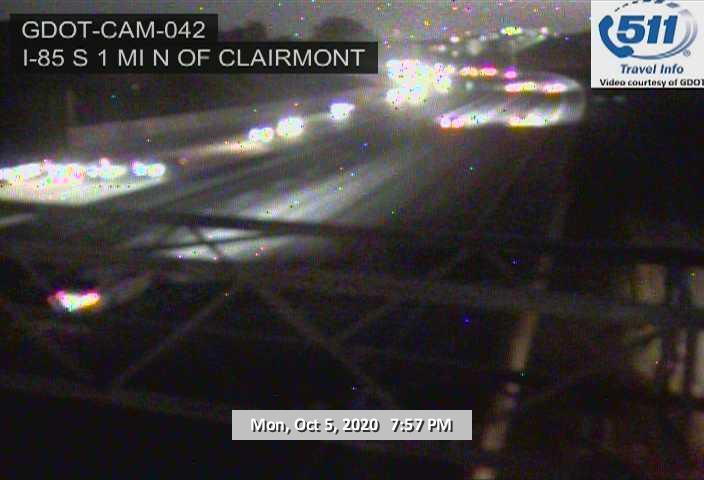 GDOT-CAM-042
I-85 S 1 MI N OF CLAIRMONT
511
Travel Info
Video courtesy of GDOT
Mon, Oct 5, 2020 7:57 PM